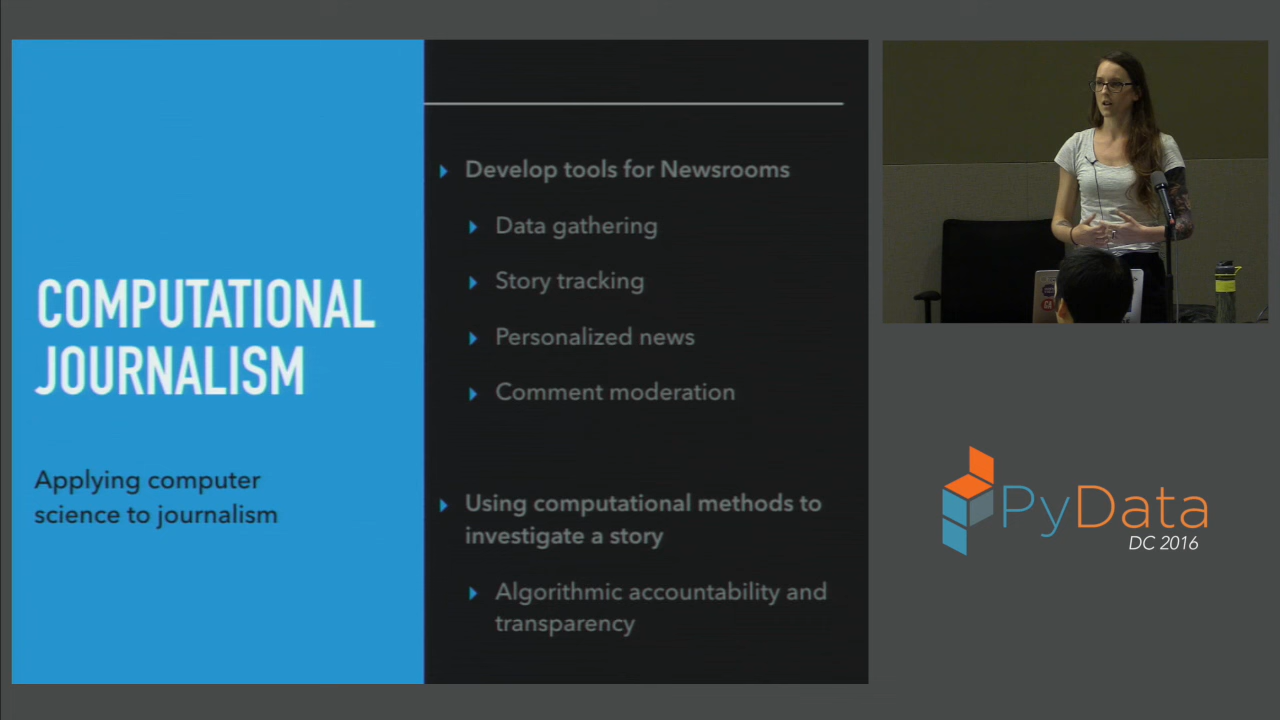 COMPUTATIONAL
JOURNALISM
Applying computer
science to journalism
Develop tools for Newsrooms
Data gathering
Story tracking
Personalized news
Comment moderation
Using computational methods to
investigate a story
Algorithmic accountability and
transparency
PyData
DC 2016